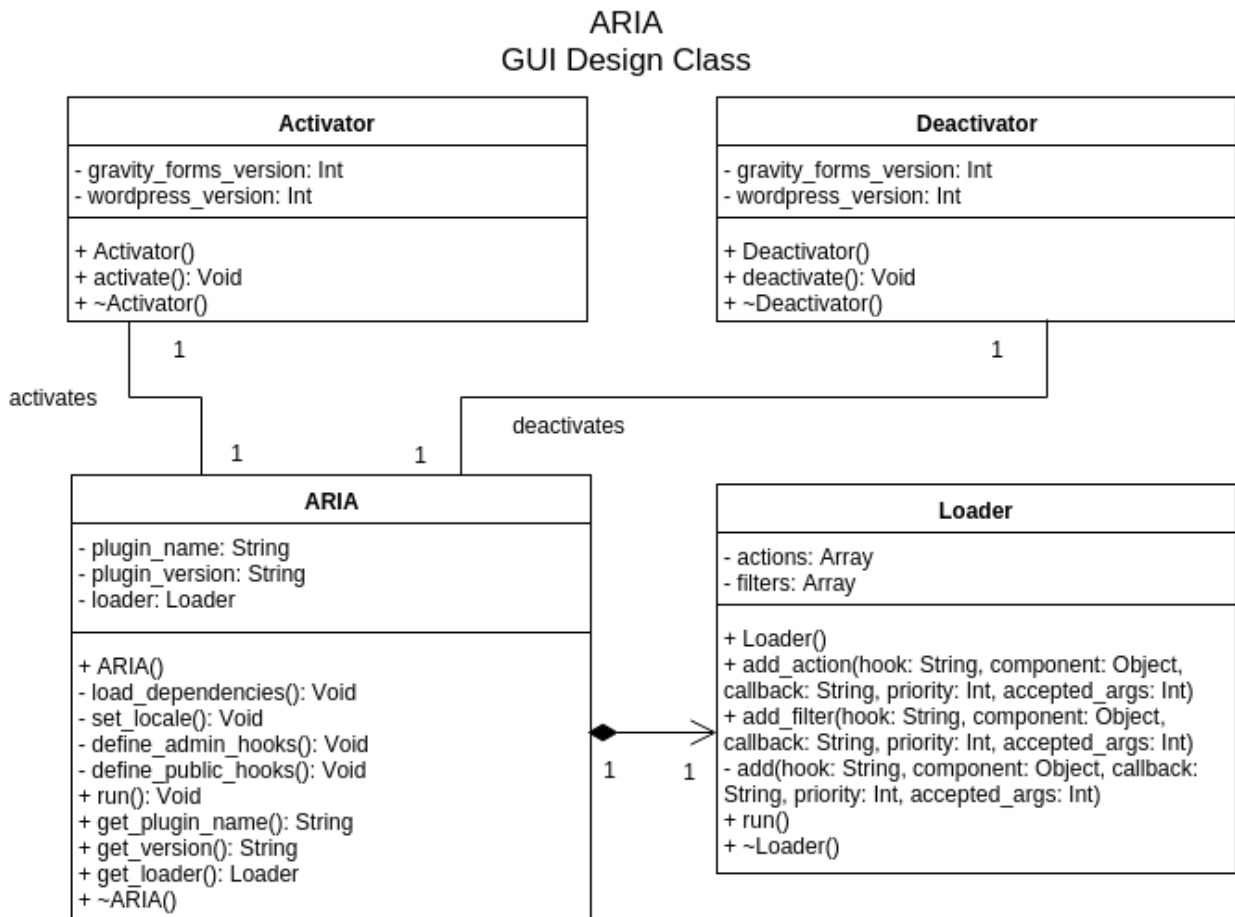 ARIA
GUI Design Class
Activator
- gravity_forms_version: Int
- wordpress_version: Int
+ Activator()
+ activate(): Void
+ ~Activator()
Deactivator
- gravity_forms_version: Int
- wordpress_version: Int
+ Deactivator()
+ deactivate(): Void
+ ~Deactivator()
1
1
activates
deactivates
1
1
ARIA
- plugin_name: String
- plugin_version: String
- loader: Loader
+ ARIA()
- load_dependencies(): Void
- set_locale(): Void
- define_admin_hooks(): Void
- define_public_hooks(): Void
+ run(): Void
+ get_plugin_name(): String
+ get_version(): String
+ get_loader(): Loader
+ ~ARIA()
1
1
Loader
- actions: Array
- filters: Array
+ Loader()
+ add_action(hook: String, component: Object,
callback: String, priority: Int, accepted_args: Int)
+ add_filter(hook: String, component: Object,
callback: String, priority: Int, accepted_args: Int)
- add(hook: String, component: Object, callback:
String, priority: Int, accepted_args: Int)
+ run()
+ ~Loader()